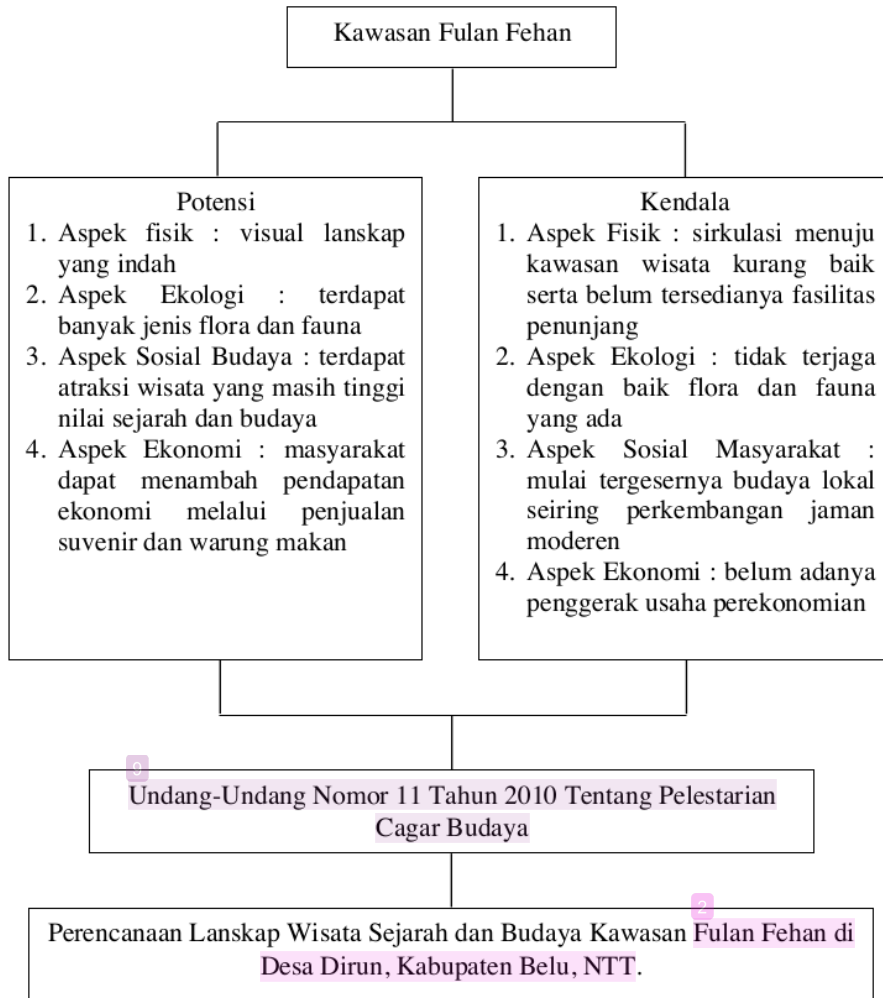 Kawasan Fulan Fehan
Potensi
1. Aspek fisik : visual lanskap
yang indah
2. Aspek Ekologi : terdapat
banyak jenis flora dan fauna
3. Aspek Sosial Budaya : terdapat
atraksi wisata yang masih tinggi
nilai sejarah dan budaya
4. Aspek Ekonomi : masyarakat
dapat menambah pendapatan
ekonomi melalui penjualan
suvenir dan warung makan
Kendala
1. Aspek Fisik : sirkulasi menuju
kawasan wisata kurang baik
serta belum tersedianya fasilitas
penunjang
2. Aspek Ekologi : tidak terjaga
dengan baik flora dan fauna
yang ada
3. Aspek Sosial Masyarakat :
mulai tergesernya budaya lokal
seiring perkembangan jaman
moderen
4. Aspek Ekonomi : belum adanya
penggerak usaha perekonomian
9
Undang-Undang Nomor 11 Tahun 2010 Tentang Pelestarian
Cagar Budaya
2
Perencanaan Lanskap Wisata Sejarah dan Budaya Kawasan Fulan Fehan di
Desa Dirun, Kabupaten Belu, NTT.